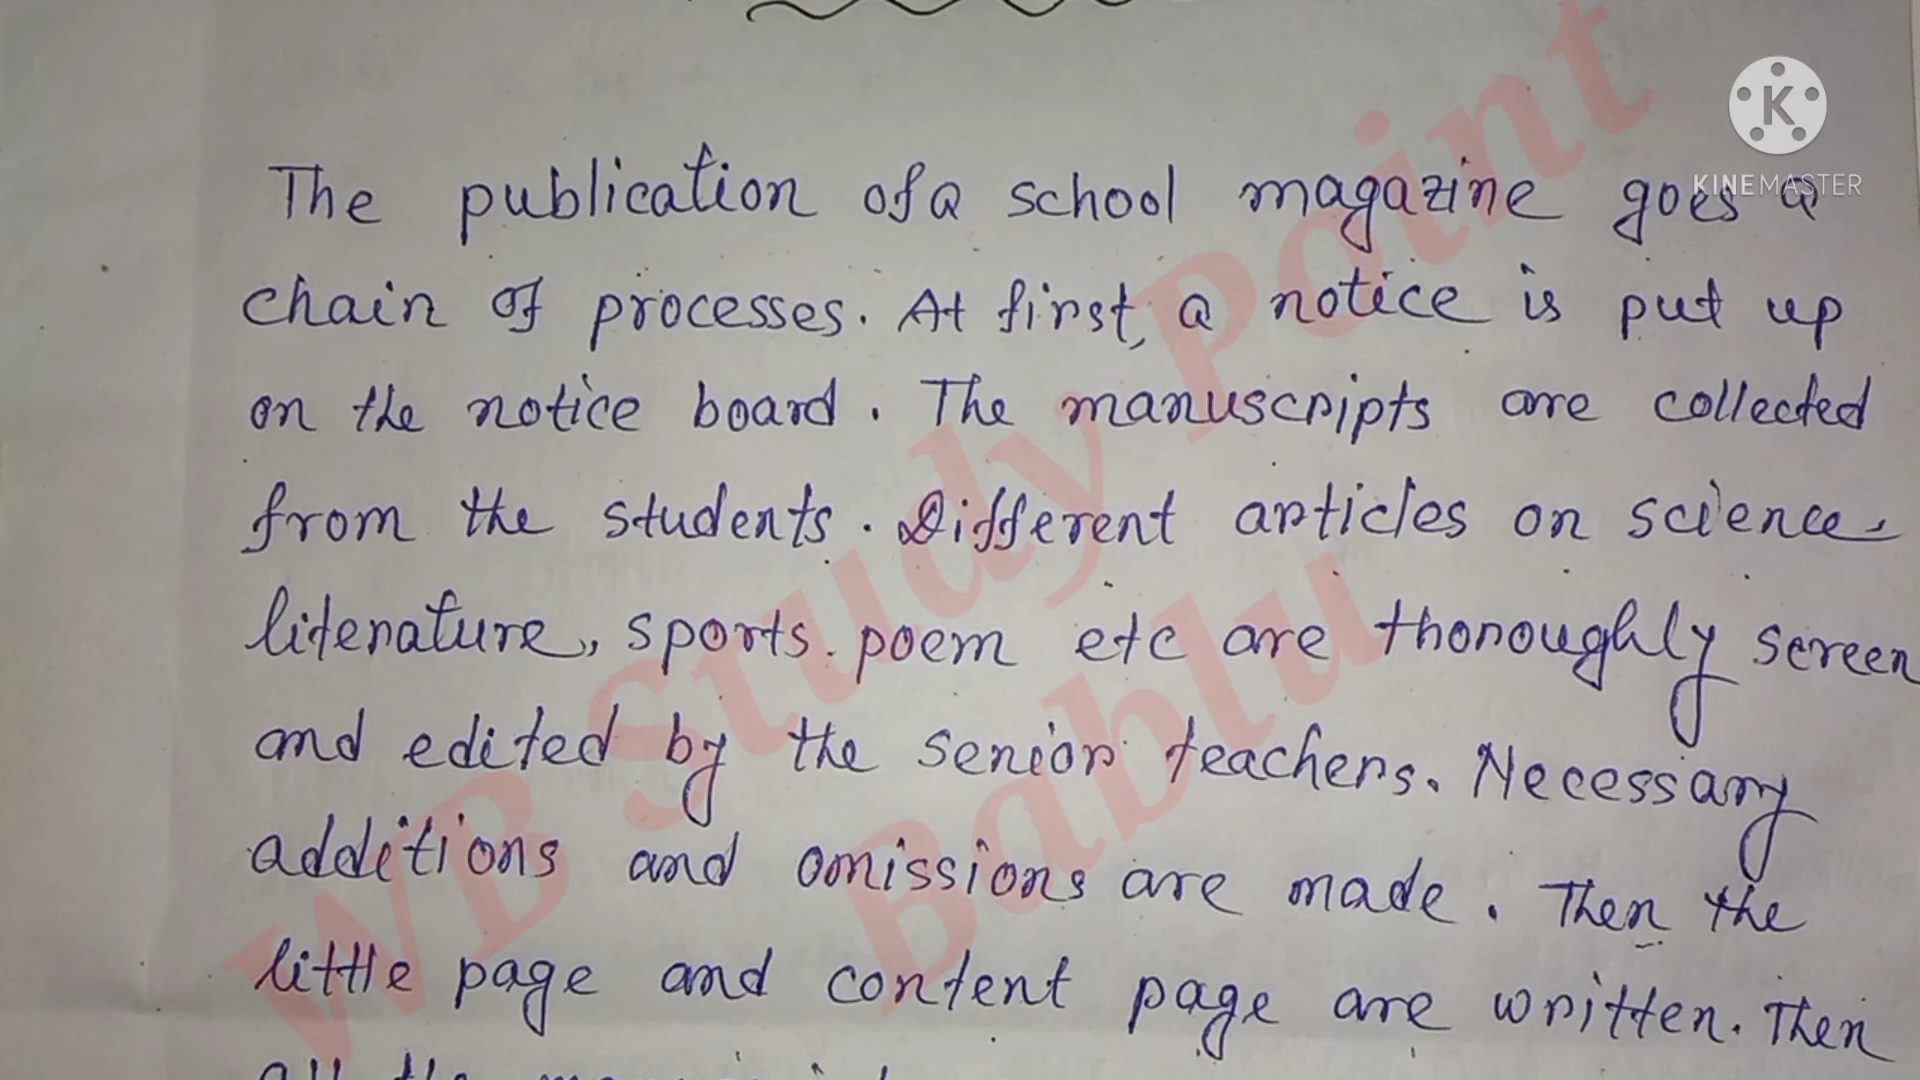 KINEMASTER
The publication of a school magazine goes a
chain of processes. At first, a notice is put up
on the notice board. The manuscripts are collected
from the students. Different articles on science,
literature, sports. poem etc are thoroughly screen
and edited by the senior teachers. Necessary
additions and omissions are made. Then the
little page and content page are written. Then
all the
WB Study Point
Bablu